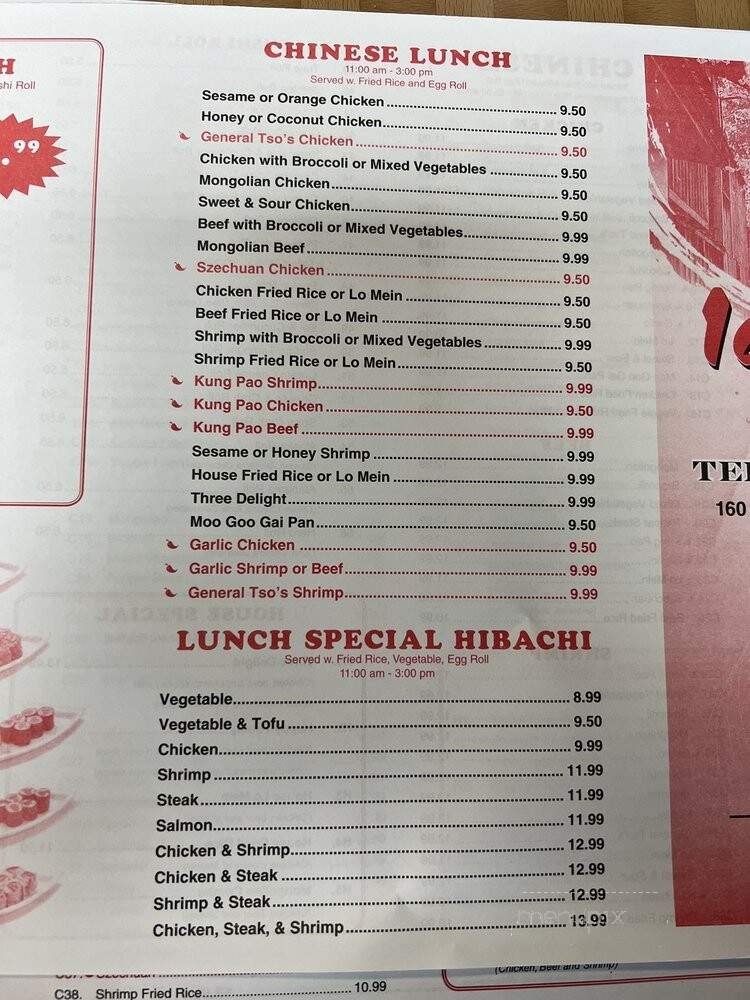 H
shi Roll
.99
CHINESE LUNCH
11:00 am - 3:00 pm
Served w. Fried Rice and Egg Roll
Sesame or Orange Chicken 9.50
Honey or Coconut Chicken 9.50
General Tso's Chicken 9.50
Chicken with Broccoli or Mixed Vegetables 9.50
Mongolian Chicken 9.50
Sweet & Sour Chicken 9.50
Beef with Broccoli or Mixed Vegetables 9.99
Mongolian Beef 9.99
Szechuan Chicken 9.50
Chicken Fried Rice or Lo Mein 9.50
Beef Fried Rice or Lo Mein 9.50
Shrimp with Broccoli or Mixed Vegetables 9.99
Shrimp Fried Rice or Lo Mein 9.50
Kung Pao Shrimp 9.99
Kung Pao Chicken 9.50
Kung Pao Beef 9.99
Sesame or Honey Shrimp 9.99
House Fried Rice or Lo Mein 9.99
Three Delight 9.99
Moo Goo Gai Pan 9.50
Garlic Chicken 9.50
Garlic Shrimp or Beef 9.99
General Tso's Shrimp 9.99
LUNCH SPECIAL HIBACHI
Served w. Fried Rice, Vegetable, Egg Roll
11:00 am - 3:00 pm
Vegetable 8.99
Vegetable & Tofu 9.50
Chicken 9.99
Shrimp 11.99
Steak 11.99
Salmon 11.99
Chicken & Shrimp 12.99
Chicken & Steak 12.99
Shrimp & Steak 12.99
Chicken, Steak, & Shrimp 13.99
TE
160
C37. Szechuan
C38. Shrimp Fried Rice 10.99
(Chicken, Beef and Shrimp)